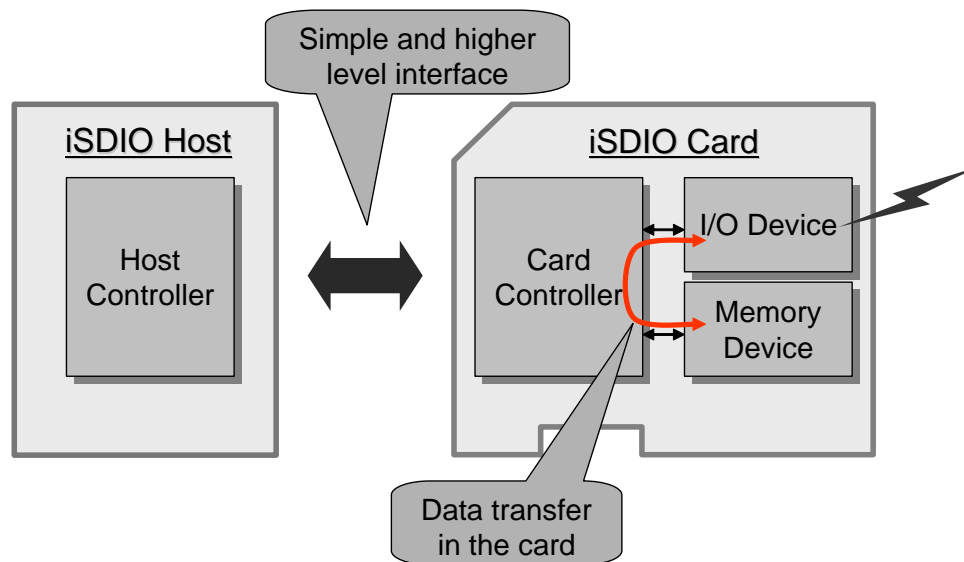 Simple and higher
level interface
iSDIO Host
iSDIO Card
Host
Controller
Card
Controller
I/O Device
Memory
Device
Data transfer
in the card